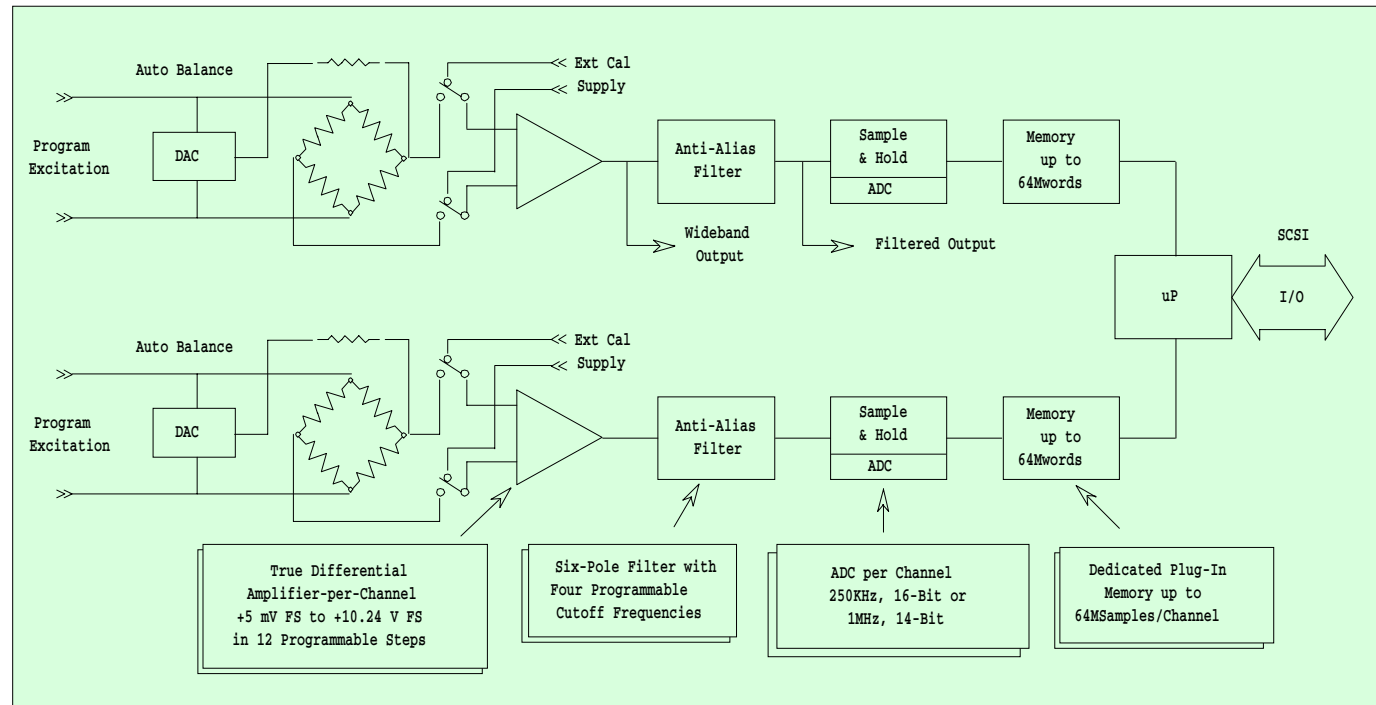 Auto Balance
Ext Cal
Supply
Program
Excitation
DAC
Anti-Alias
Filter
Sample
& Hold
ADC
Memory
up to
64Mwords
Wideband
Output
Filtered Output
SCSI
uP
I/O
Auto Balance
Ext Cal
Supply
Program
Excitation
DAC
Anti-Alias
Filter
Sample
& Hold
ADC
Memory
up to
64Mwords
True Differential
Amplifier-per-Channel
+5 mV FS to +10.24 V FS
in 12 Programmable Steps
Six-Pole Filter with
Four Programmable
Cutoff Frequencies
ADC per Channel
250KHz, 16-Bit or
1MHz, 14-Bit
Dedicated Plug-In
Memory up to
64MSamples/Channel